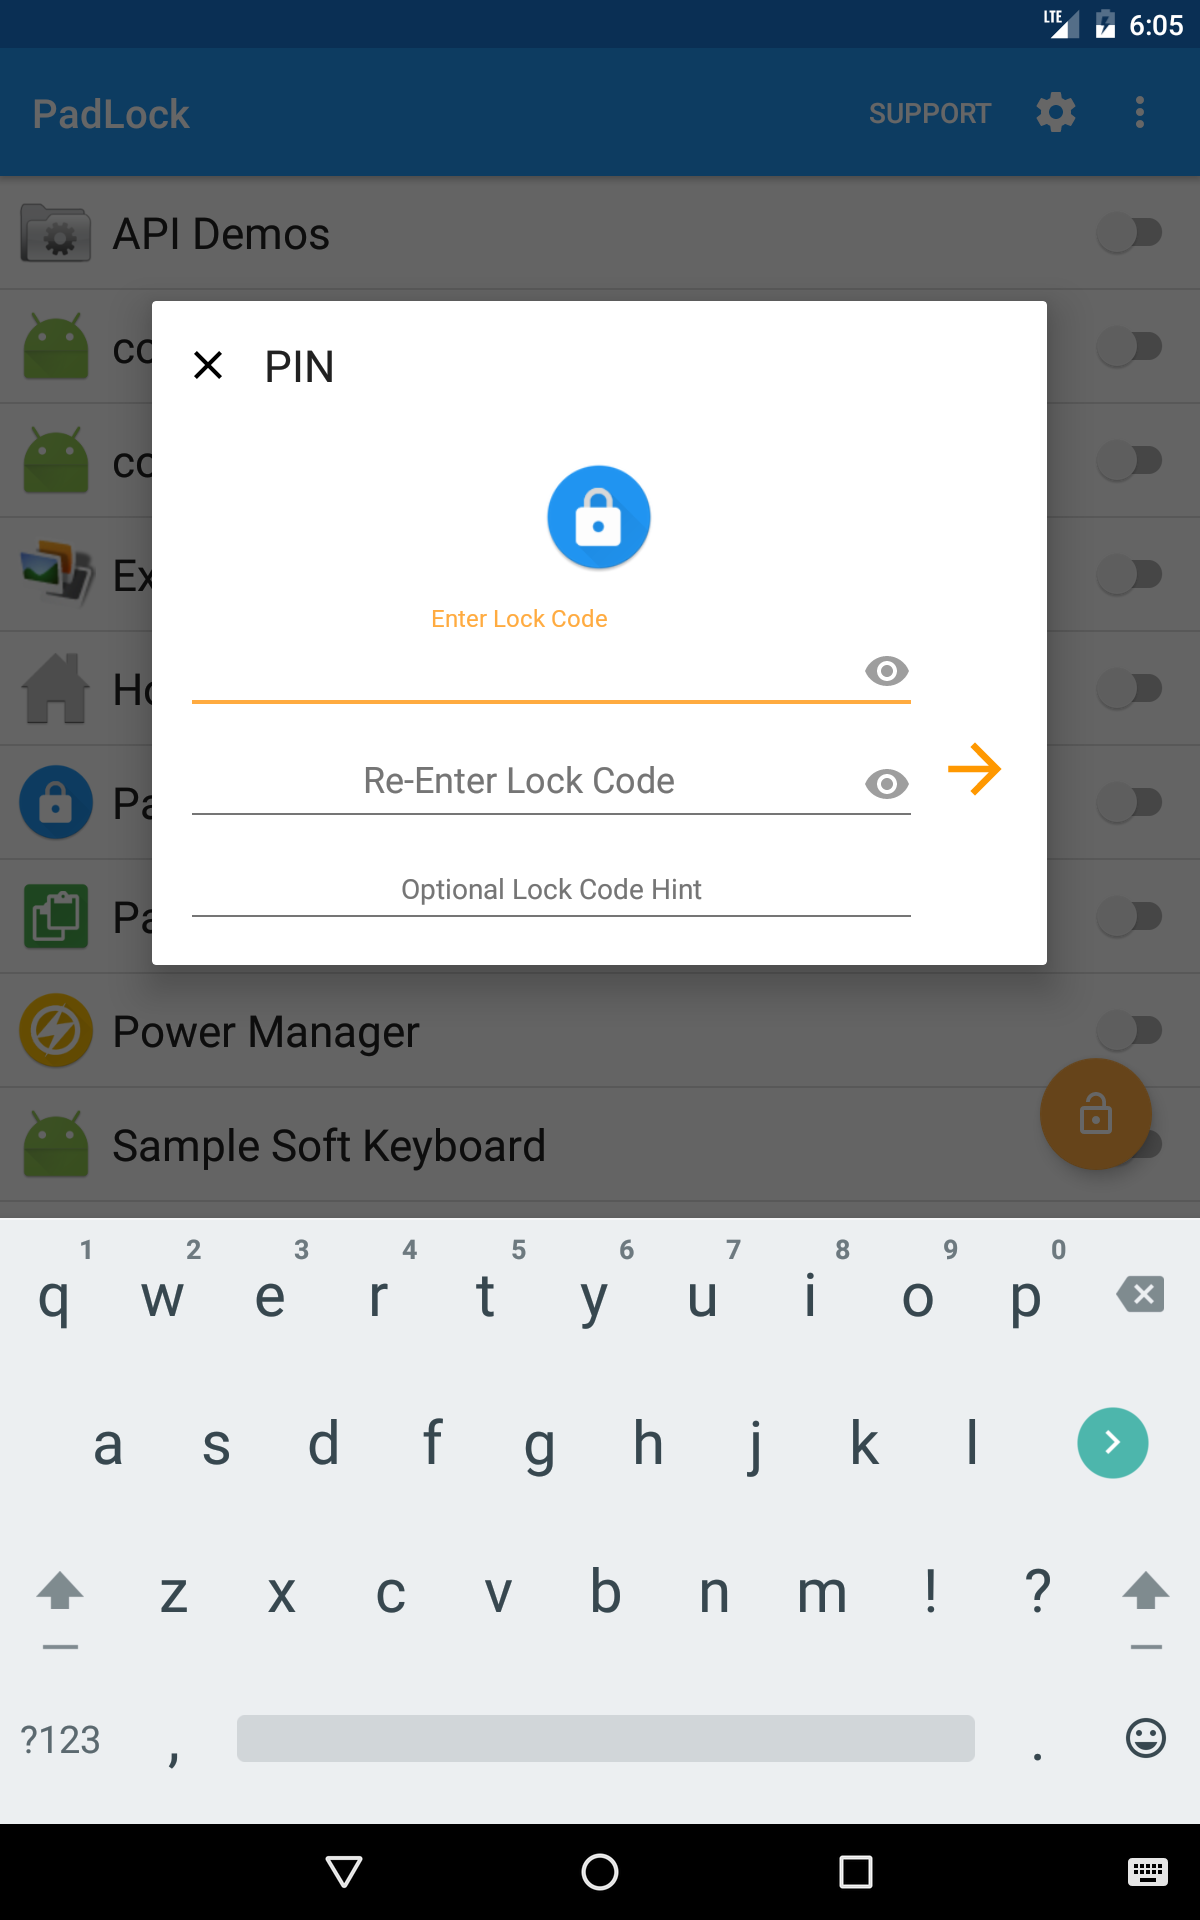 LTE 6:05
PadLock SUPPORT
API Demos
co
co
Ex
Ho
Pa
Pa
PIN
Enter Lock Code
Re-Enter Lock Code
Optional Lock Code Hint
Power Manager
Sample Soft Keyboard
1 2 3 4 5 6 7 8 9 0
q w e r t y u i o p
a s d f g h j k l
z x c v b n m ! ?
?123 , .